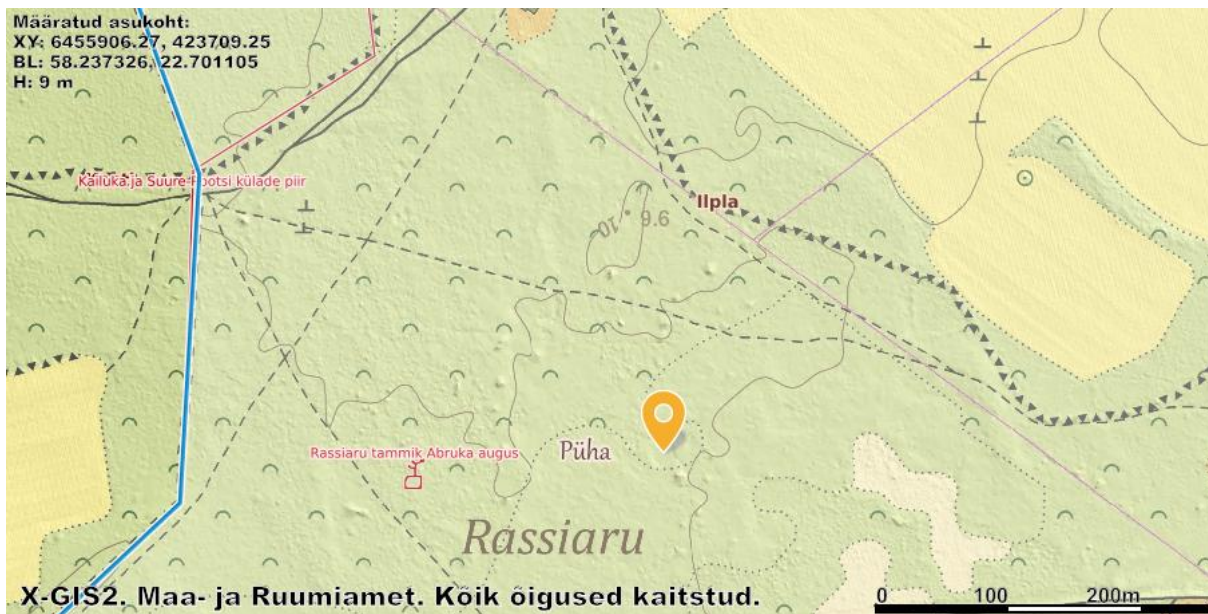 Määratud asukoht:
XY: 6455906.27, 423709.25
BL: 58.237326, 22.701105
H: 9 m
Kailuka ja Suure-Rootsi külade piir
Ilpla
10
9.6
Rassiaru tammik Abruka augus
Püha
Rassiaru
X-GIS2. Maa- ja Ruumiamet. Kõik õigused kaitstud.
0 100 200m